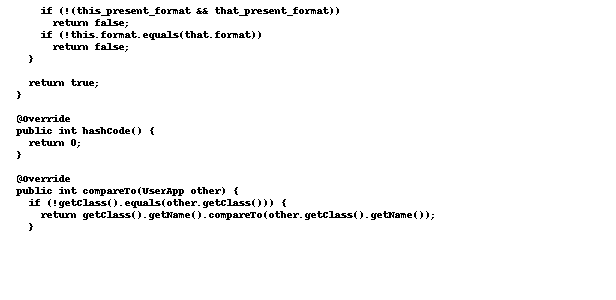 if (!(this_present_format && that_present_format))
return false;
if (!this.format.equals(that.format))
return false;
}
return true;
}
@Override
public int hashCode() {
return 0;
}
@Override
public int compareTo(UserApp other) {
if (!getClass().equals(other.getClass())) {
return getClass().getName().compareTo(other.getClass().getName());
}